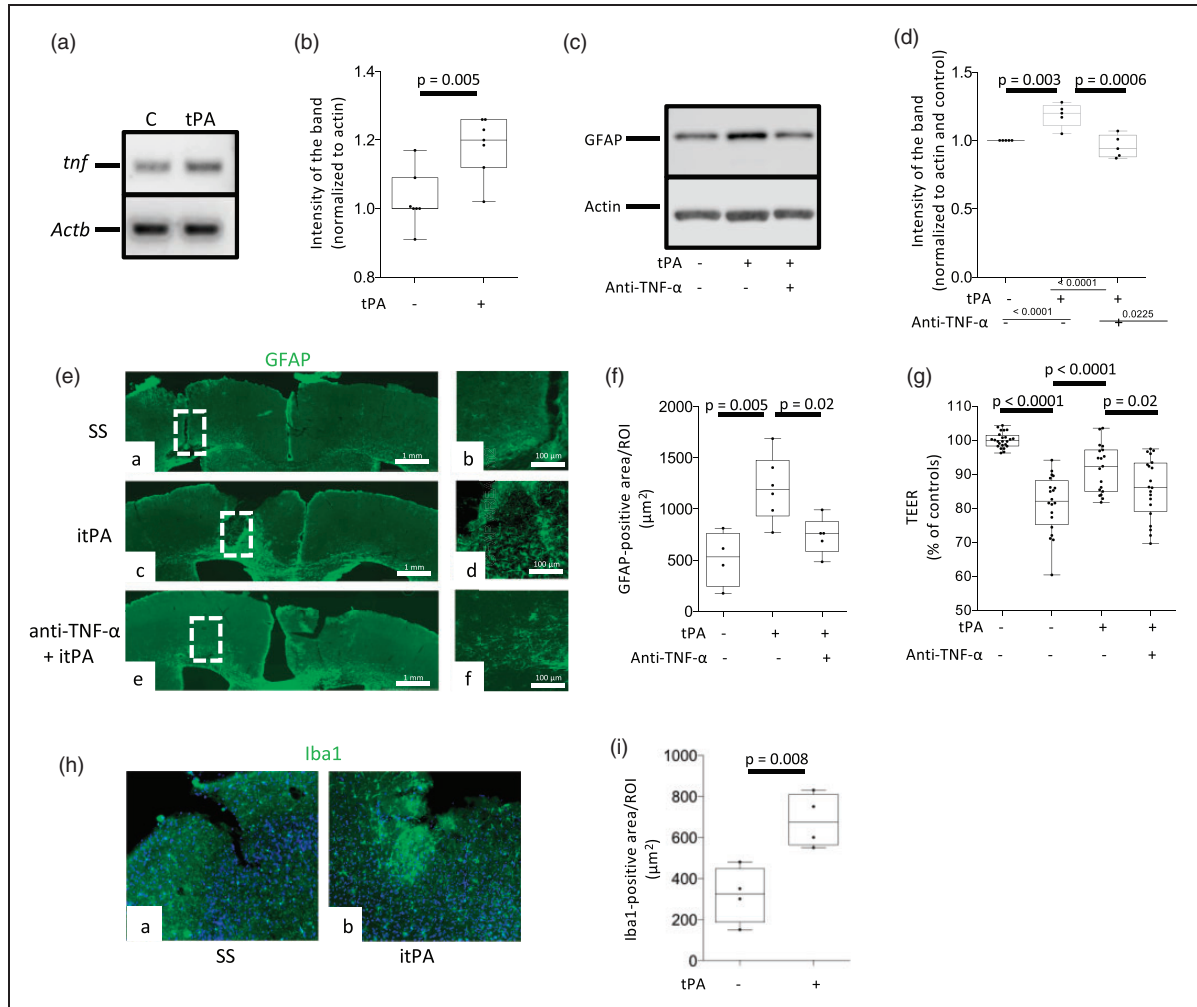 (a)
C tPA
tnf
Actb
(b)
Intensity of the band
(normalized to actin)
1.4
1.2
1.0
0.8
p = 0.005
tPA - +
(c)
GFAP
Actin
tPA - + +
Anti-TNF-α - - +
(d)
Intensity of the band
(normalized to actin and control)
1.5
1.0
0.5
0.0
p = 0.003 p = 0.0006
< 0.0001
tPA - + +
< 0.0001 0.0225
Anti-TNF-α - - +
(e)
GFAP
SS
a 1 mm
b 100 µm
itPA
c 1 mm
d 100 µm
anti-TNF-α
+ itPA
e 1 mm
f 100 µm
(f)
GFAP-positive area/ROI
(µm²)
2000
1500
1000
500
0
p = 0.005 p = 0.02
tPA - + +
Anti-TNF-α - - +
(g)
TEER
(% of controls)
110
100
90
80
70
60
50
p < 0.0001
p < 0.0001 p = 0.02
tPA - - + +
Anti-TNF-α - - - +
(h)
Iba1
a
b
SS itPA
(i)
Iba1-positive area/ROI
(µm²)
1000
800
600
400
200
0
p = 0.008
tPA - +